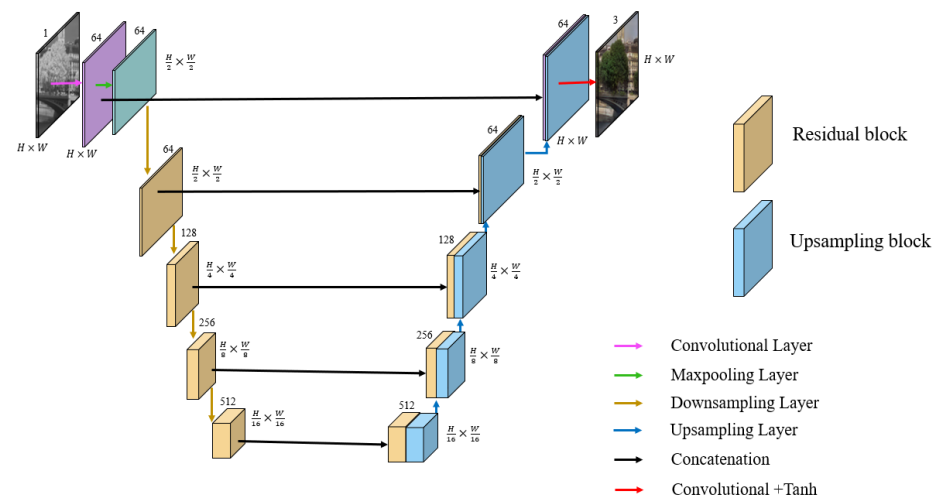 1
64
64
H/2 × W/2
H × W
H × W
64
H/2 × W/2
128
H/4 × W/4
256
H/8 × W/8
512
H/16 × W/16
512
H/16 × W/16
256
H/8 × W/8
128
H/4 × W/4
64
H/2 × W/2
64
H × W
3
H × W
Residual block
Upsampling block
Convolutional Layer
Maxpooling Layer
Downsampling Layer
Upsampling Layer
Concatenation
Convolutional +Tanh